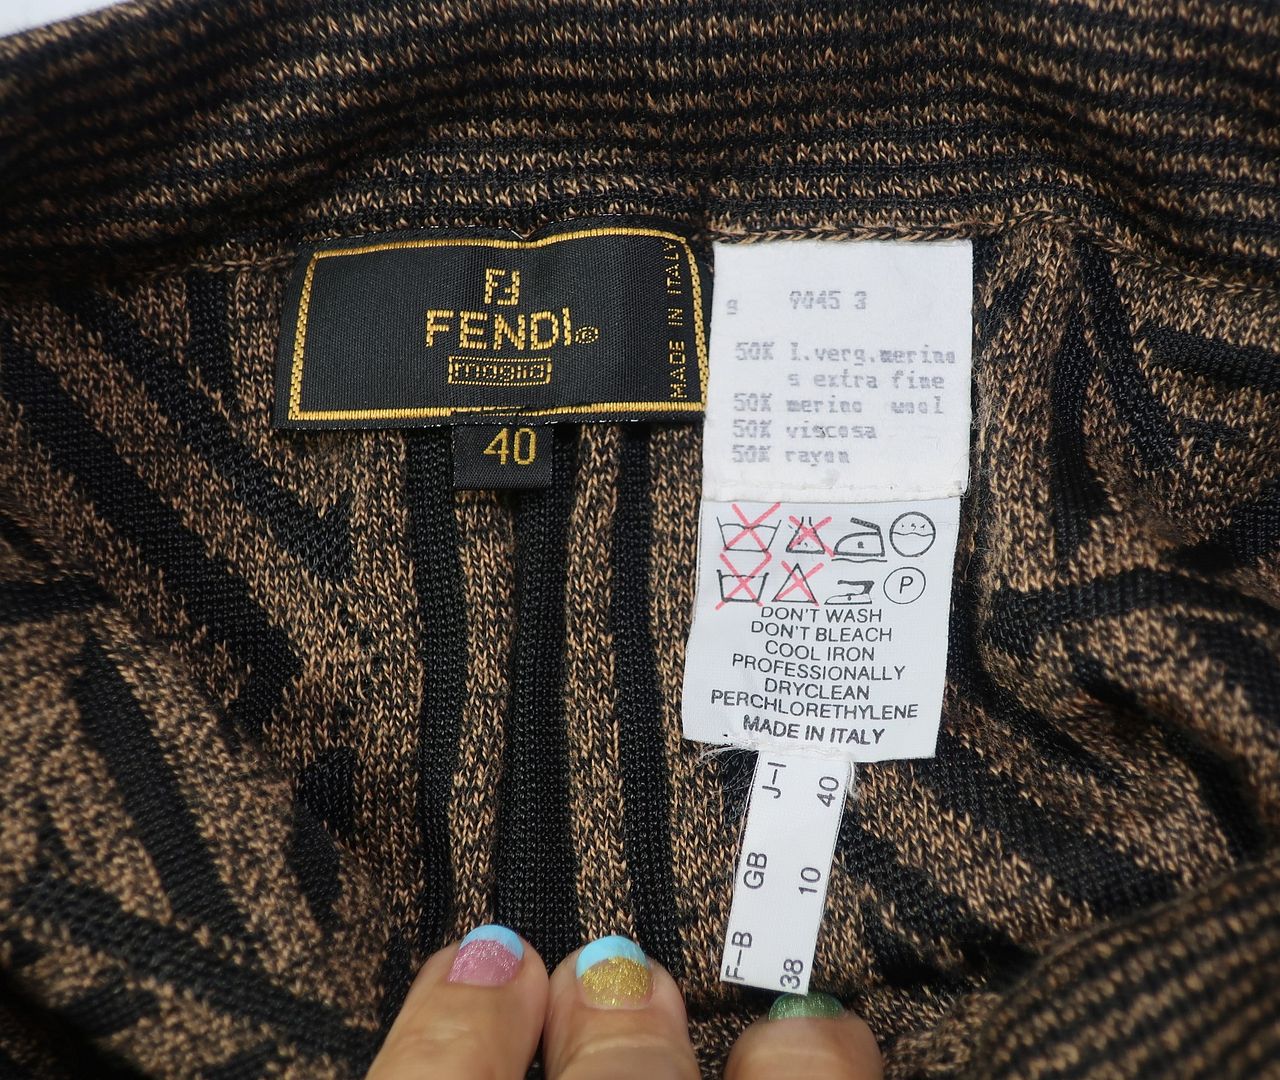 FENDI®
maglia
MADE IN ITALY
40
g 9045 3
50% l.verg.merino
s extra fine
50% merino wool
50% viscosa
50% rayon
P
DON'T WASH
DON'T BLEACH
COOL IRON
PROFESSIONALLY
DRYCLEAN
PERCHLORETHYLENE
MADE IN ITALY
J-I 40
GB 10
F-B 38